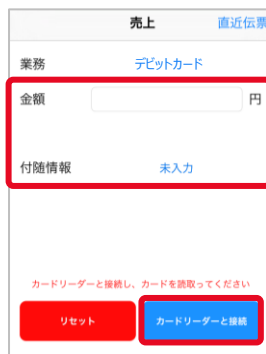 売上 直近伝票
業務 デビットカード
金額 円
付随情報 未入力
カードリーダーと接続し、カードを読取ってください
リセット カードリーダーと接続